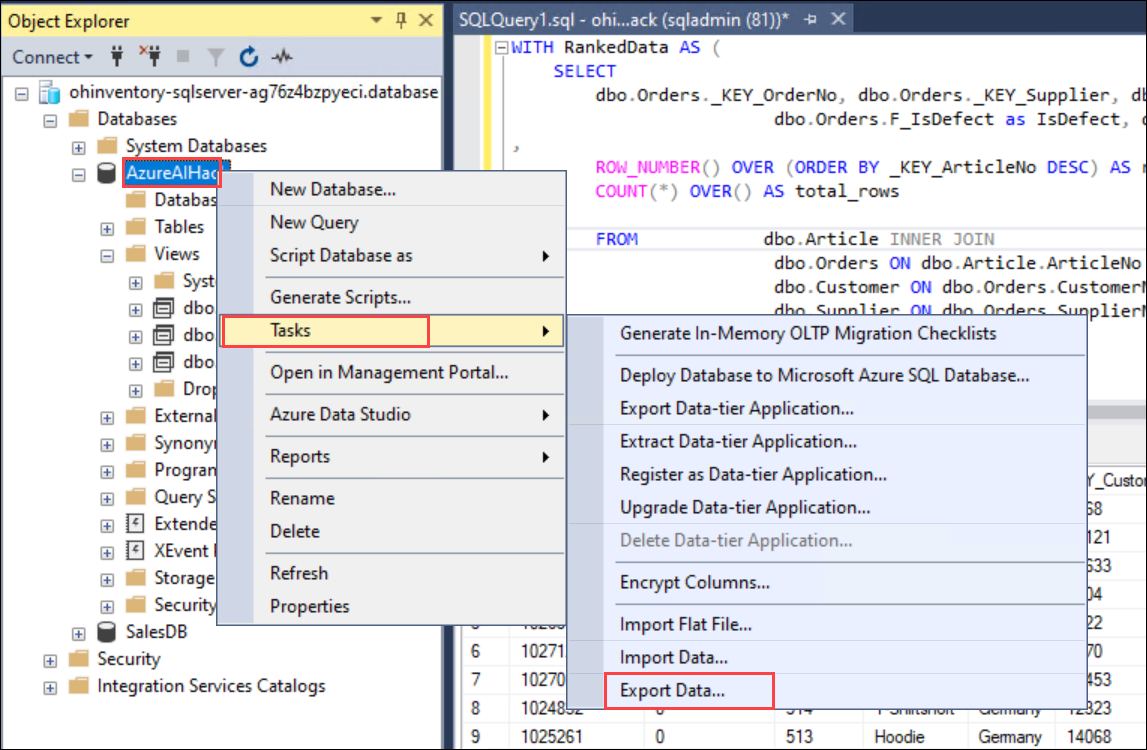 Object Explorer
Connect
ohinventory-sqlserver-ag76z4bzpyeci.database
Databases
System Databases
AzureAIHac
Databas
Tables
Views
Syst
dbo
dbo
dbo.
Drop
External
Synonyr
Program
Query S
Extende
XEvent
Storage
Security
SalesDB
Security
Integration Services Catalogs
New Database...
New Query
Script Database as
Generate Scripts...
Tasks
Open in Management Portal...
Azure Data Studio
Reports
Rename
Delete
Refresh
Properties
Generate In-Memory OLTP Migration Checklists
Deploy Database to Microsoft Azure SQL Database...
Export Data-tier Application...
Extract Data-tier Application...
Register as Data-tier Application...
Upgrade Data-tier Application...
Delete Data-tier Application...
Encrypt Columns...
Import Flat File...
Import Data...
Export Data...
SQLQuery1.sql - ohi...ack (sqladmin (81))*
WITH RankedData AS (
SELECT
dbo.Orders._KEY_OrderNo, dbo.Orders._KEY_Supplier, db
dbo.Orders.F_IsDefect as IsDefect,
,
ROW_NUMBER() OVER (ORDER BY _KEY_ArticleNo DESC) AS
COUNT(*) OVER() AS total_rows
FROM dbo.Article INNER JOIN
dbo.Orders ON dbo.Article.ArticleNo
dbo.Customer ON dbo.Orders.CustomerN
dbo.Supplier ON dbo.Orders.SupplierN
Y_Custor
68
121
533
04
22
6 10271 70
7 10270 453
8 1024852 0 514 T-Shirtshort Germany 12323
9 1025261 0 513 Hoodie Germany 14068